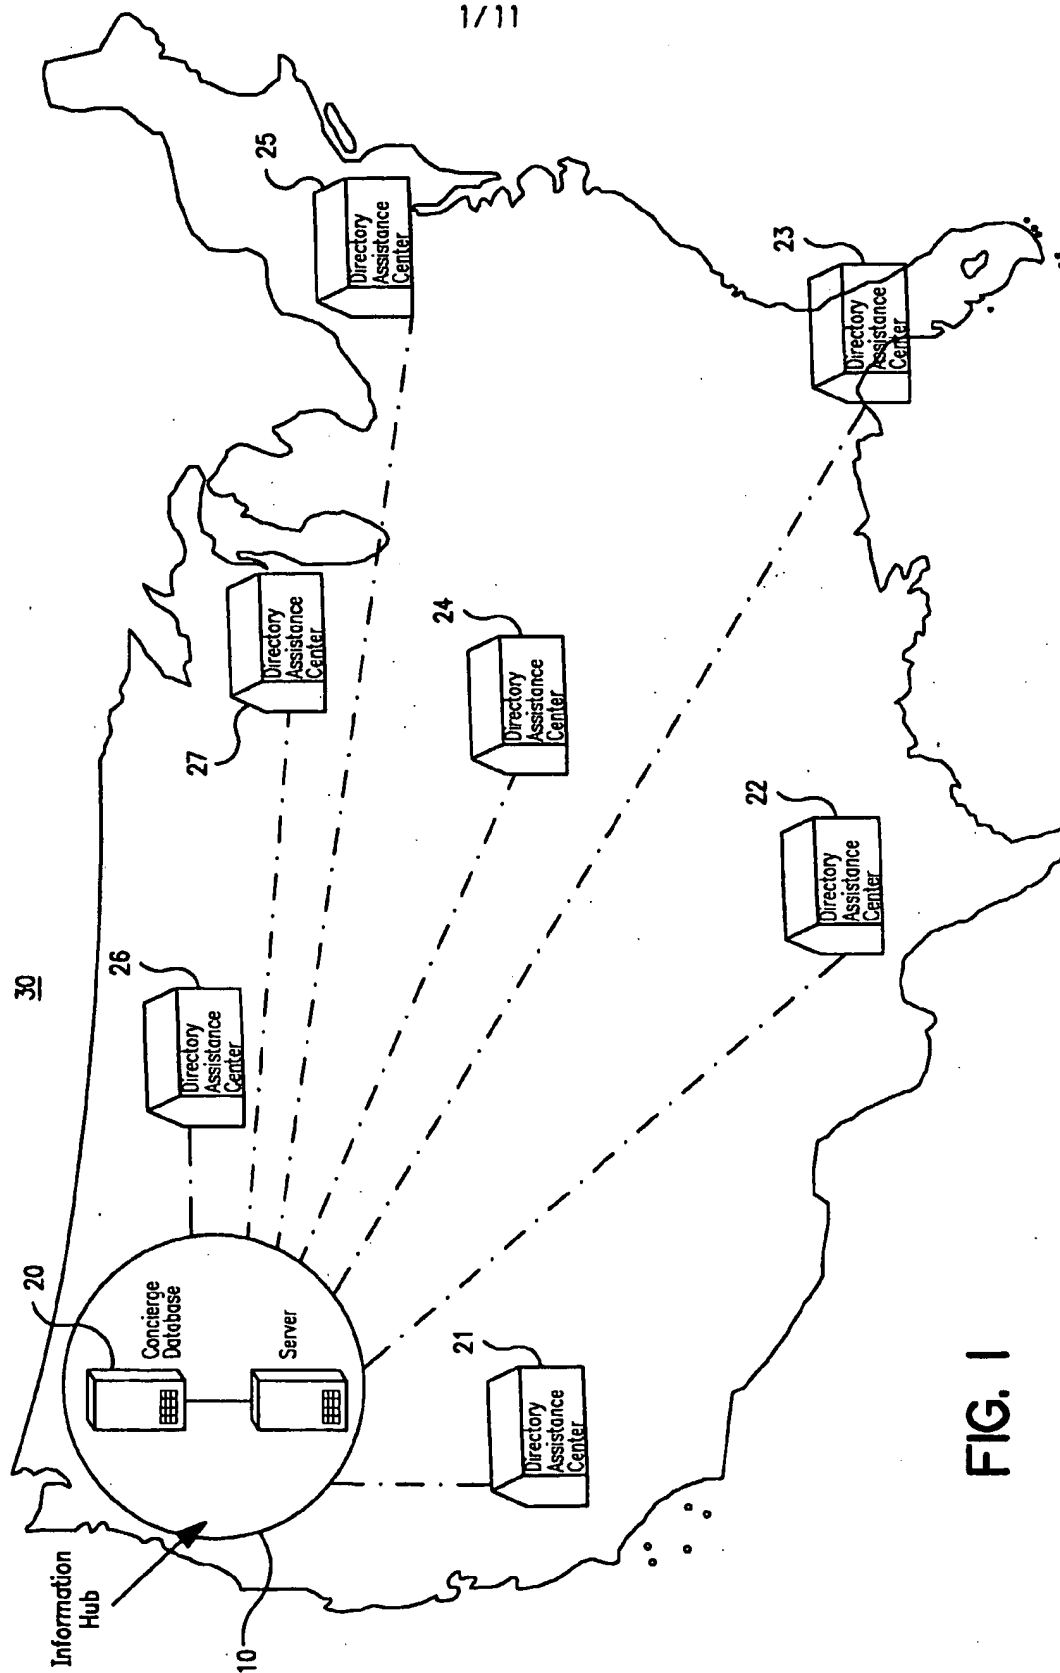 1/11
30
Information
Hub
10
20
Concierge
Database
Server
26
Directory
Assistance
Center
27
Directory
Assistance
Center
25
Directory
Assistance
Center
21
Directory
Assistance
Center
24
Directory
Assistance
Center
22
Directory
Assistance
Center
23
Directory
Assistance
Center
FIG. 1